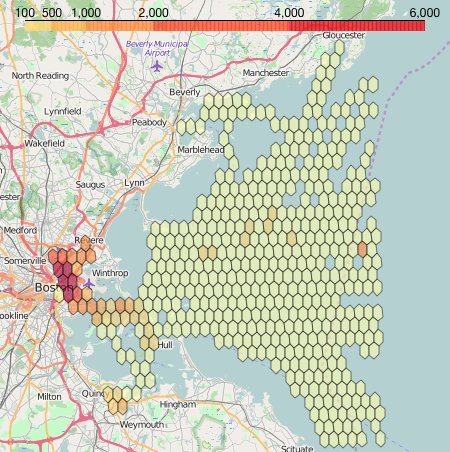 100 500 1,000 2,000 4,000 6,000
Gloucester
Beverly Municipal
Airport
North Reading
Manchester
Beverly
Lynnfield
Peabody
Wakefield
Marblehead
Saugus
Lynn
Medford
Revere
Somerville
Winthrop
Boston
Hull
Milton
Quincy
Hingham
Weymouth
Scituate